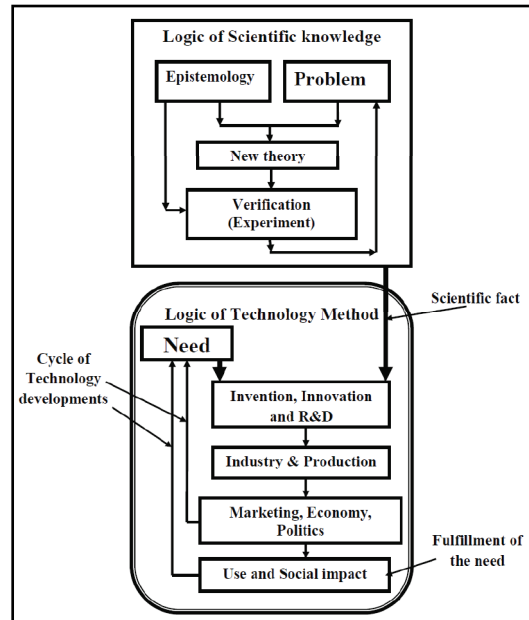 Logic of Scientific knowledge
Epistemology
Problem
New theory
Verification
(Experiment)
Scientific fact
Logic of Technology Method
Need
Cycle of
Technology
developments
Invention, Innovation
and R&D
Industry & Production
Marketing, Economy,
Politics
Use and Social impact
Fulfillment of
the need